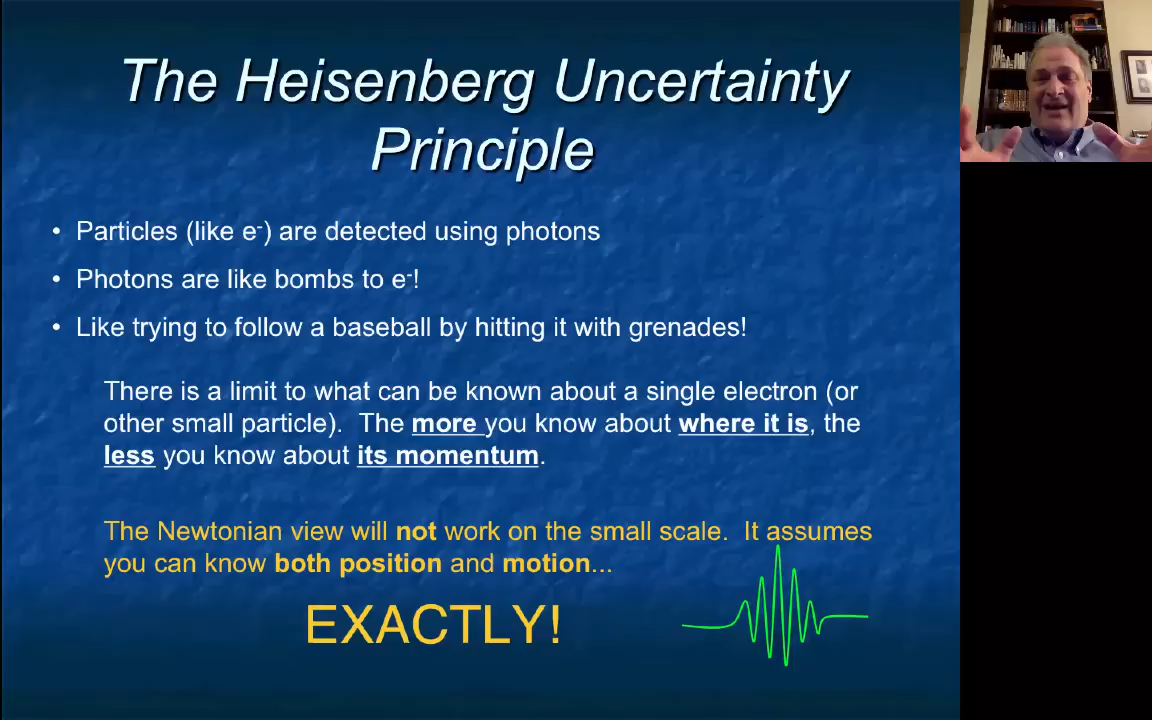 The Heisenberg Uncertainty
Principle
• Particles (like e-) are detected using photons
• Photons are like bombs to e-!
• Like trying to follow a baseball by hitting it with grenades!
There is a limit to what can be known about a single electron (or
other small particle).  The more you know about where it is, the
less you know about its momentum.
The Newtonian view will not work on the small scale.  It assumes
you can know both position and motion...
EXACTLY!